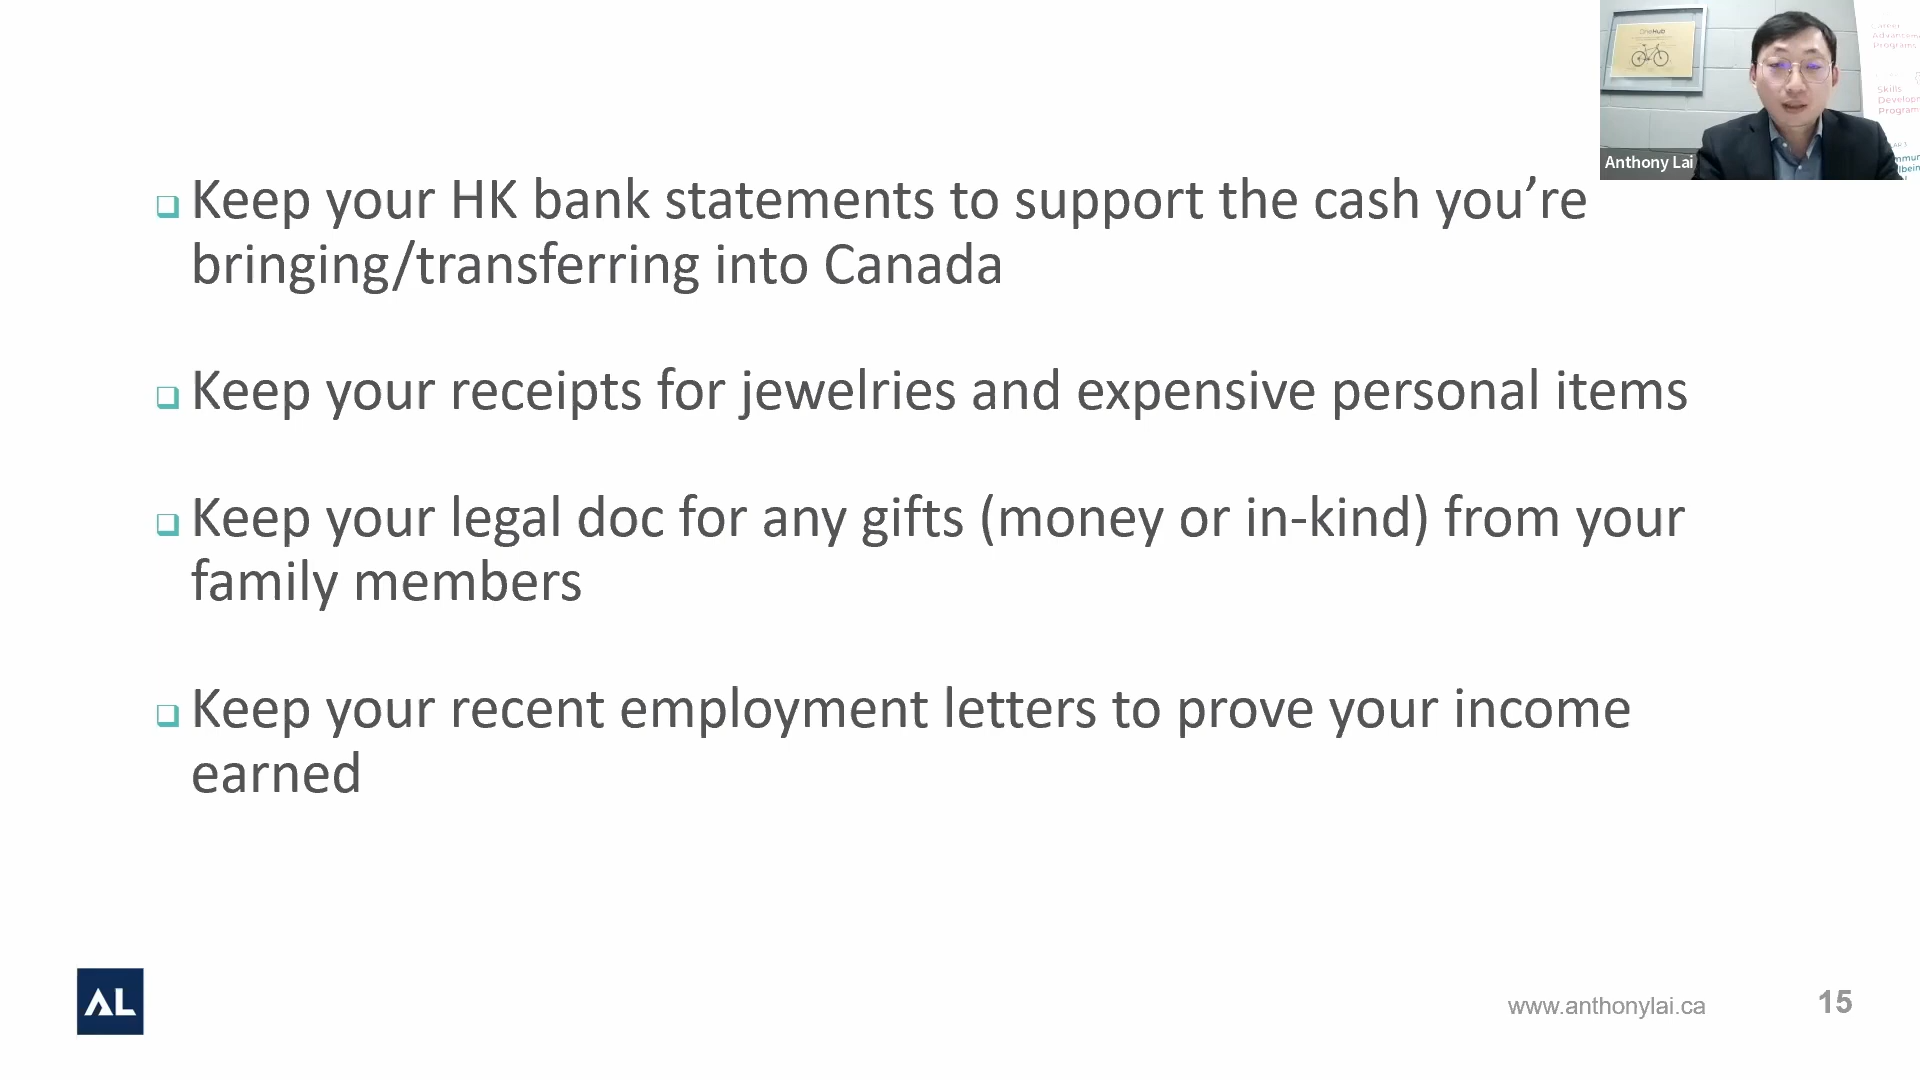 Keep your HK bank statements to support the cash you’re
bringing/transferring into Canada
Keep your receipts for jewelries and expensive personal items
Keep your legal doc for any gifts (money or in-kind) from your
family members
Keep your recent employment letters to prove your income
earned
Anthony Lai
Skills
AL
www.anthonylai.ca
15